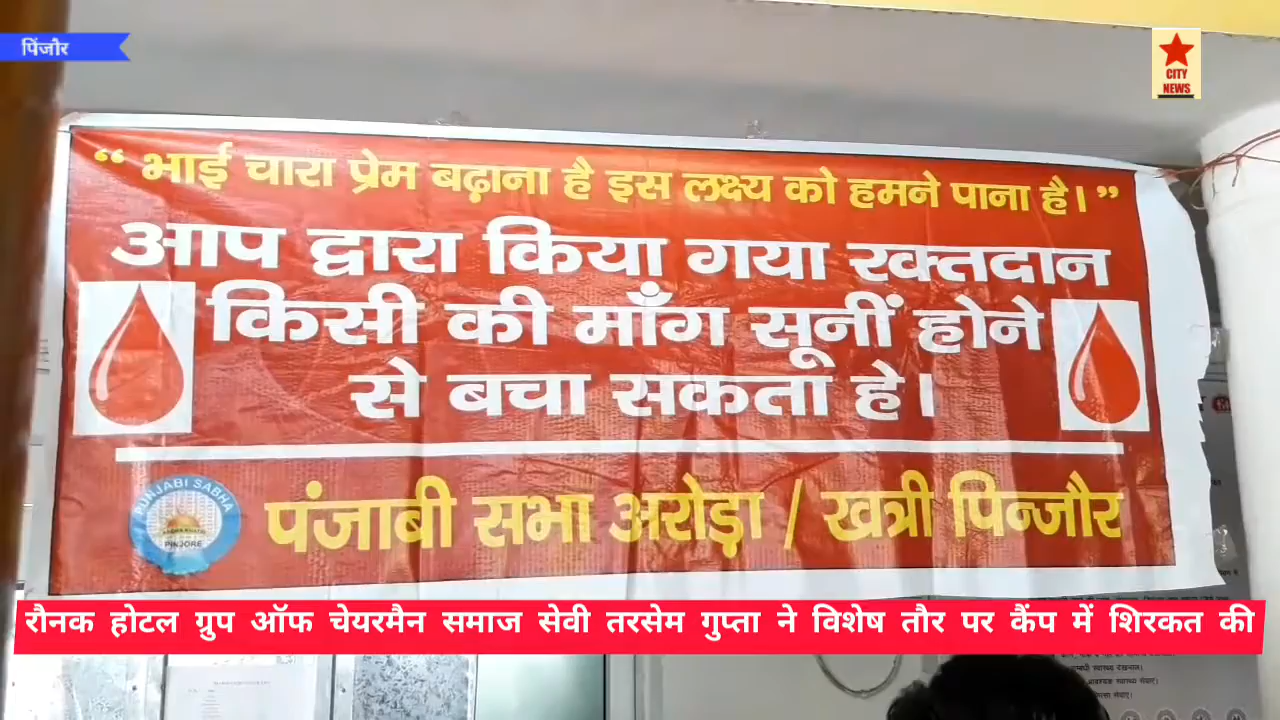 पिंजौर
CITY
NEWS
“ भाई चारा प्रेम बढ़ाना है इस लक्ष्य को हमने पाना है। ”
आप द्वारा किया गया रक्तदान
किसी की माँग सूनीं होने
से बचा सकता हे।
PUNJABI SABHA
PINJORE
पंजाबी सभा अरोड़ा / खत्री पिन्जौर
रौनक होटल ग्रुप ऑफ चेयरमैन समाज सेवी तरसेम गुप्ता ने विशेष तौर पर कैंप में शिरकत की